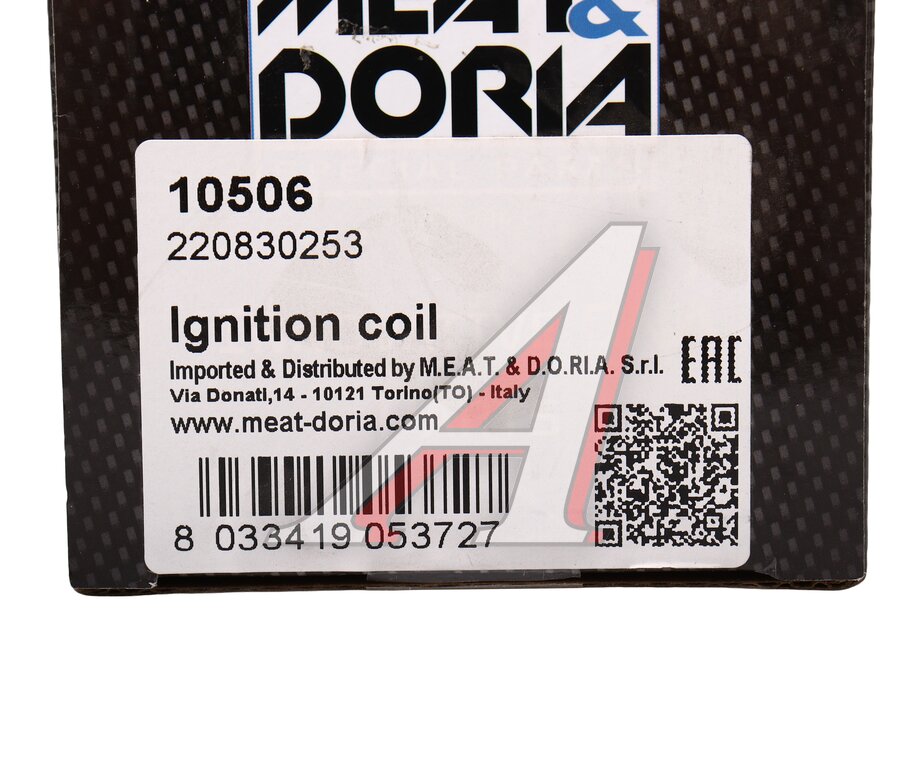 MEAT &
DORIA
10506
220830253
Ignition coil
Imported & Distributed by M.E.A.T. & D.O.RI.A. S.r.l.
Via Donati,14 - 10121 Torino(TO) - Italy
www.meat-doria.com
EAC
8 033419 053727